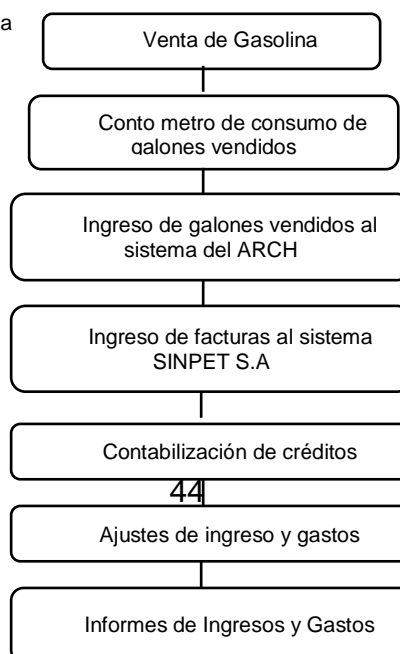 a
Venta de Gasolina
Conto metro de consumo de
galones vendidos
Ingreso de galones vendidos al
sistema del ARCH
Ingreso de facturas al sistema
SINPET S.A
Contabilización de créditos
44
Ajustes de ingreso y gastos
Informes de Ingresos y Gastos